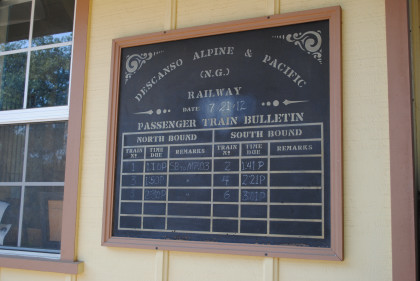 DESCANSO ALPINE & PACIFIC
(N.G.)
RAILWAY
DATE 7 21 12
PASSENGER TRAIN BULLETIN
NORTH BOUND SOUTH BOUND
TRAIN Nº TIME DUE REMARKS TRAIN Nº TIME DUE REMARKS
1 2 1:41P
3 4 2:21P
6